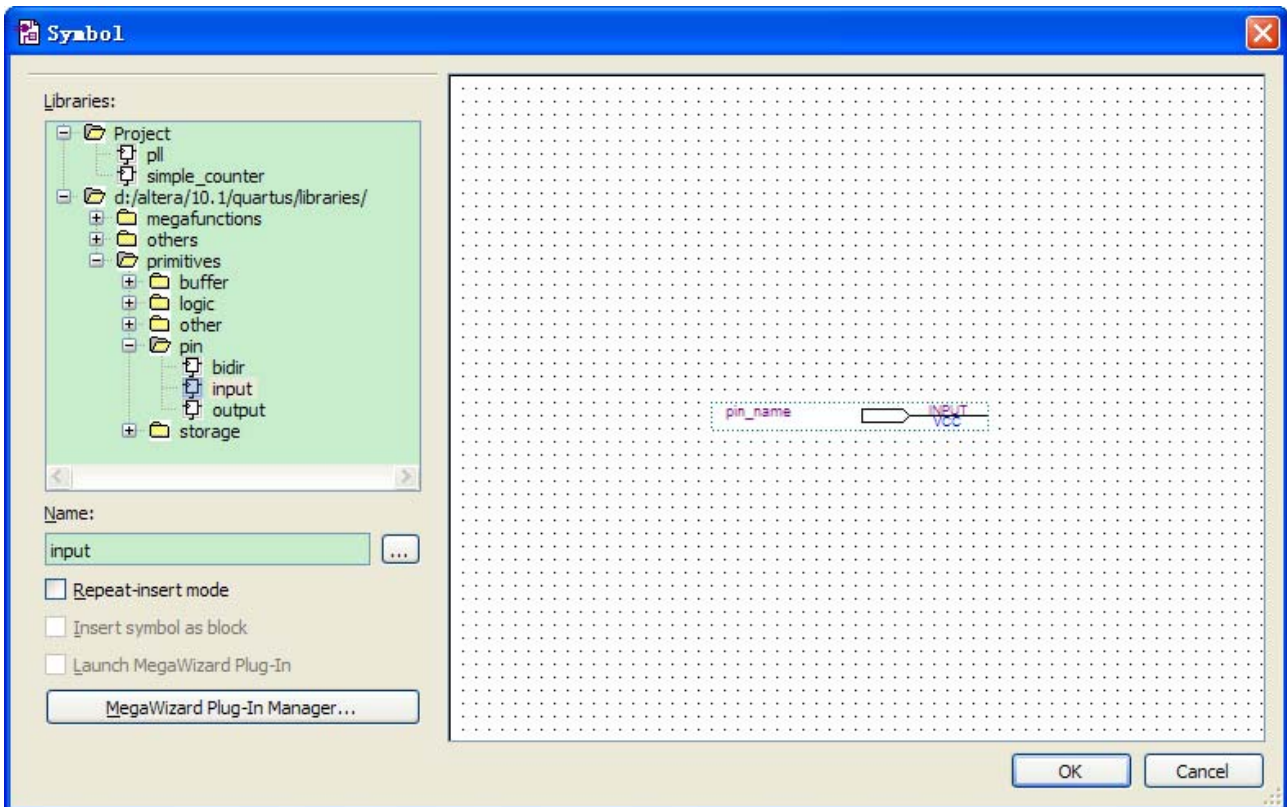 Symbol
Libraries:
Project
pll
simple_counter
d:/altera/10.1/quartus/libraries/
megafunctions
others
primitives
buffer
logic
other
pin
bidir
input
output
storage
Name:
input
...
Repeat-insert mode
Insert symbol as block
Launch MegaWizard Plug-In
MegaWizard Plug-In Manager...
pin_name
INPUT
VCC
OK
Cancel